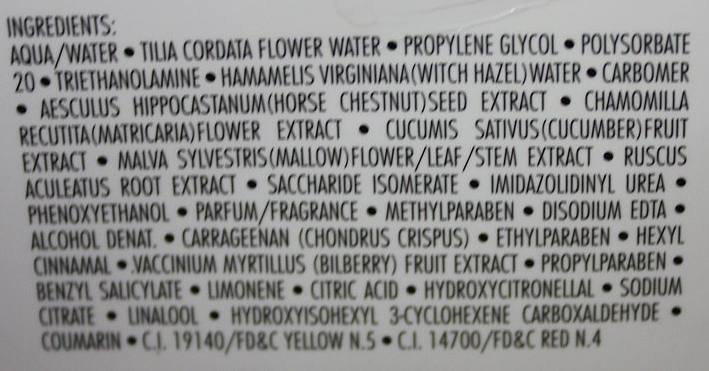 INGREDIENTS:
AQUA/WATER • TILIA CORDATA FLOWER WATER • PROPYLENE GLYCOL • POLYSORBATE
20 • TRIETHANOLAMINE • HAMAMELIS VIRGINIANA(WITCH HAZEL)WATER • CARBOMER
• AESCULUS HIPPOCASTANUM(HORSE CHESTNUT)SEED EXTRACT • CHAMOMILLA
RECUTITA(MATRICARIA)FLOWER EXTRACT • CUCUMIS SATIVUS(CUCUMBER)FRUIT
EXTRACT • MALVA SYLVESTRIS(MALLOW)FLOWER/LEAF/STEM EXTRACT • RUSCUS
ACULEATUS ROOT EXTRACT • SACCHARIDE ISOMERATE • IMIDAZOLIDINYL UREA •
PHENOXYETHANOL • PARFUM/FRAGRANCE • METHYLPARABEN • DISODIUM EDTA •
ALCOHOL DENAT. • CARRAGEENAN (CHONDRUS CRISPUS) • ETHYLPARABEN • HEXYL
CINNAMAL • VACCINIUM MYRTILLUS (BILBERRY) FRUIT EXTRACT • PROPYLPARABEN •
BENZYL SALICYLATE • LIMONENE • CITRIC ACID • HYDROXYCITRONELLAL • SODIUM
CITRATE • LINALOOL • HYDROXYISOHEXYL 3-CYCLOHEXENE CARBOXALDEHYDE •
COUMARIN • C.I. 19140/FD&C YELLOW N.5 • C.I. 14700/FD&C RED N.4